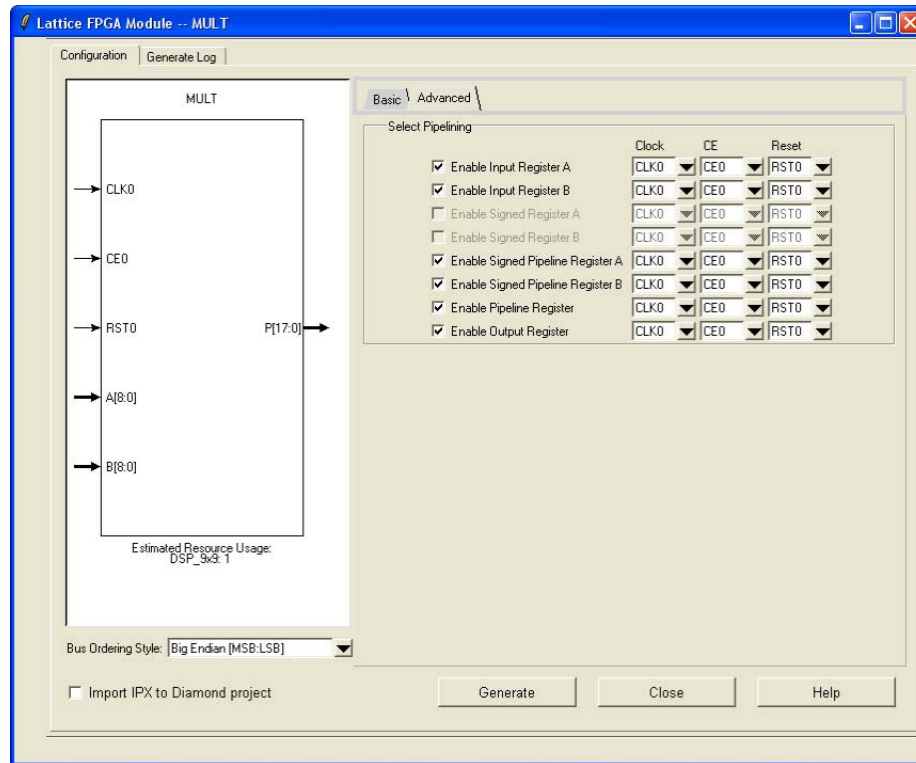 Lattice FPGA Module -- MULT
Configuration Generate Log
MULT
CLK0
CE0
RST0 P[17:0]
A[8:0]
B[8:0]
Estimated Resource Usage:
DSP_9x9: 1
Bus Ordering Style: Big Endian [MSB:LSB]
Basic Advanced
Select Pipelining
Clock CE Reset
Enable Input Register A CLK0 CE0 RST0
Enable Input Register B CLK0 CE0 RST0
Enable Signed Register A CLK0 CE0 RST0
Enable Signed Register B CLK0 CE0 RST0
Enable Signed Pipeline Register A CLK0 CE0 RST0
Enable Signed Pipeline Register B CLK0 CE0 RST0
Enable Pipeline Register CLK0 CE0 RST0
Enable Output Register CLK0 CE0 RST0
Import IPX to Diamond project Generate Close Help